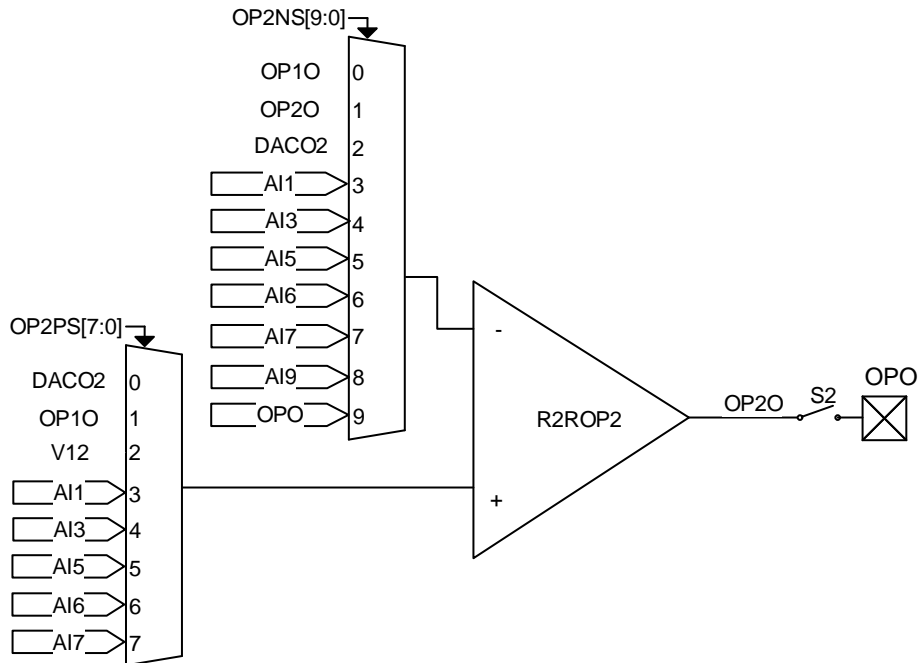 OP2NS[9:0]
OP1O 0
OP2O 1
DACO2 2
AI1 3
AI3 4
AI5 5
AI6 6
AI7 7
AI9 8
OPO 9
OP2PS[7:0]
DACO2 0
OP1O 1
V12 2
AI1 3
AI3 4
AI5 5
AI6 6
AI7 7
-
+
R2ROP2
OP2O
S2
OPO